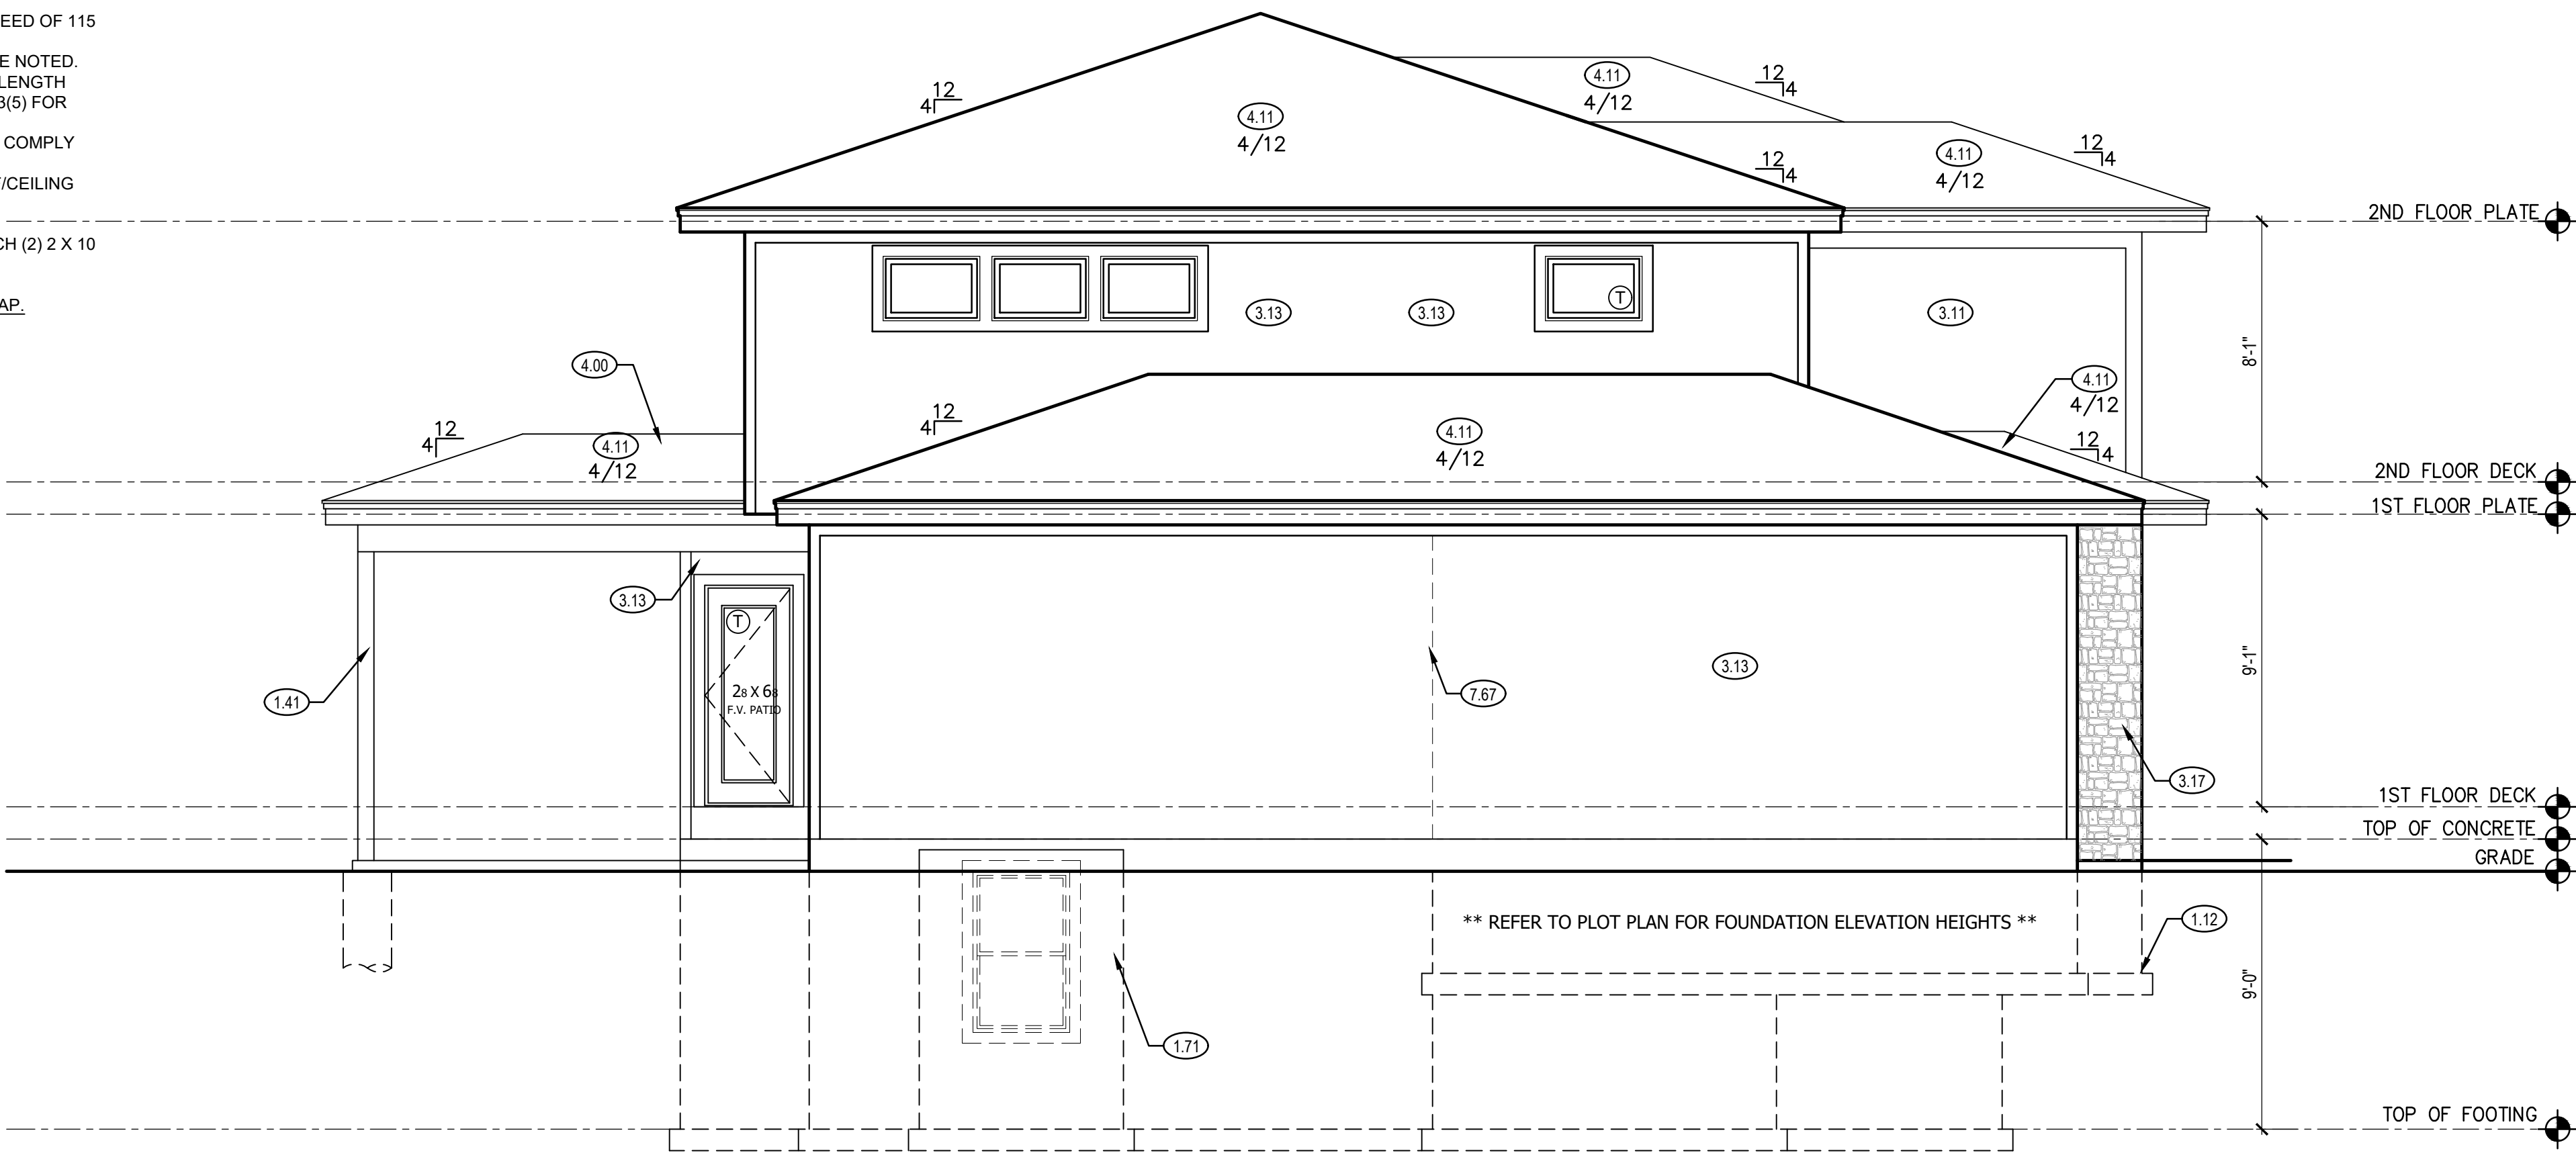 EED OF 115
E NOTED.
LENGTH
3(5) FOR
COMPLY
/CEILING
CH (2) 2 X 10
AP.
12
4
4.11
4/12
4.11
4/12
12
4
12
4
4.11
4/12
12
4
2ND FLOOR PLATE
T
3.13
3.13
3.11
8'-1"
4.00
4.11
4/12
12
4
12
4
4.11
4/12
4.11
4/12
12
4
2ND FLOOR DECK
1ST FLOOR PLATE
3.13
T
28 X 68
F.V. PATIO
1.41
7.67
3.13
9'-1"
3.17
1ST FLOOR DECK
TOP OF CONCRETE
GRADE
** REFER TO PLOT PLAN FOR FOUNDATION ELEVATION HEIGHTS **
1.12
9'-0"
1.71
TOP OF FOOTING